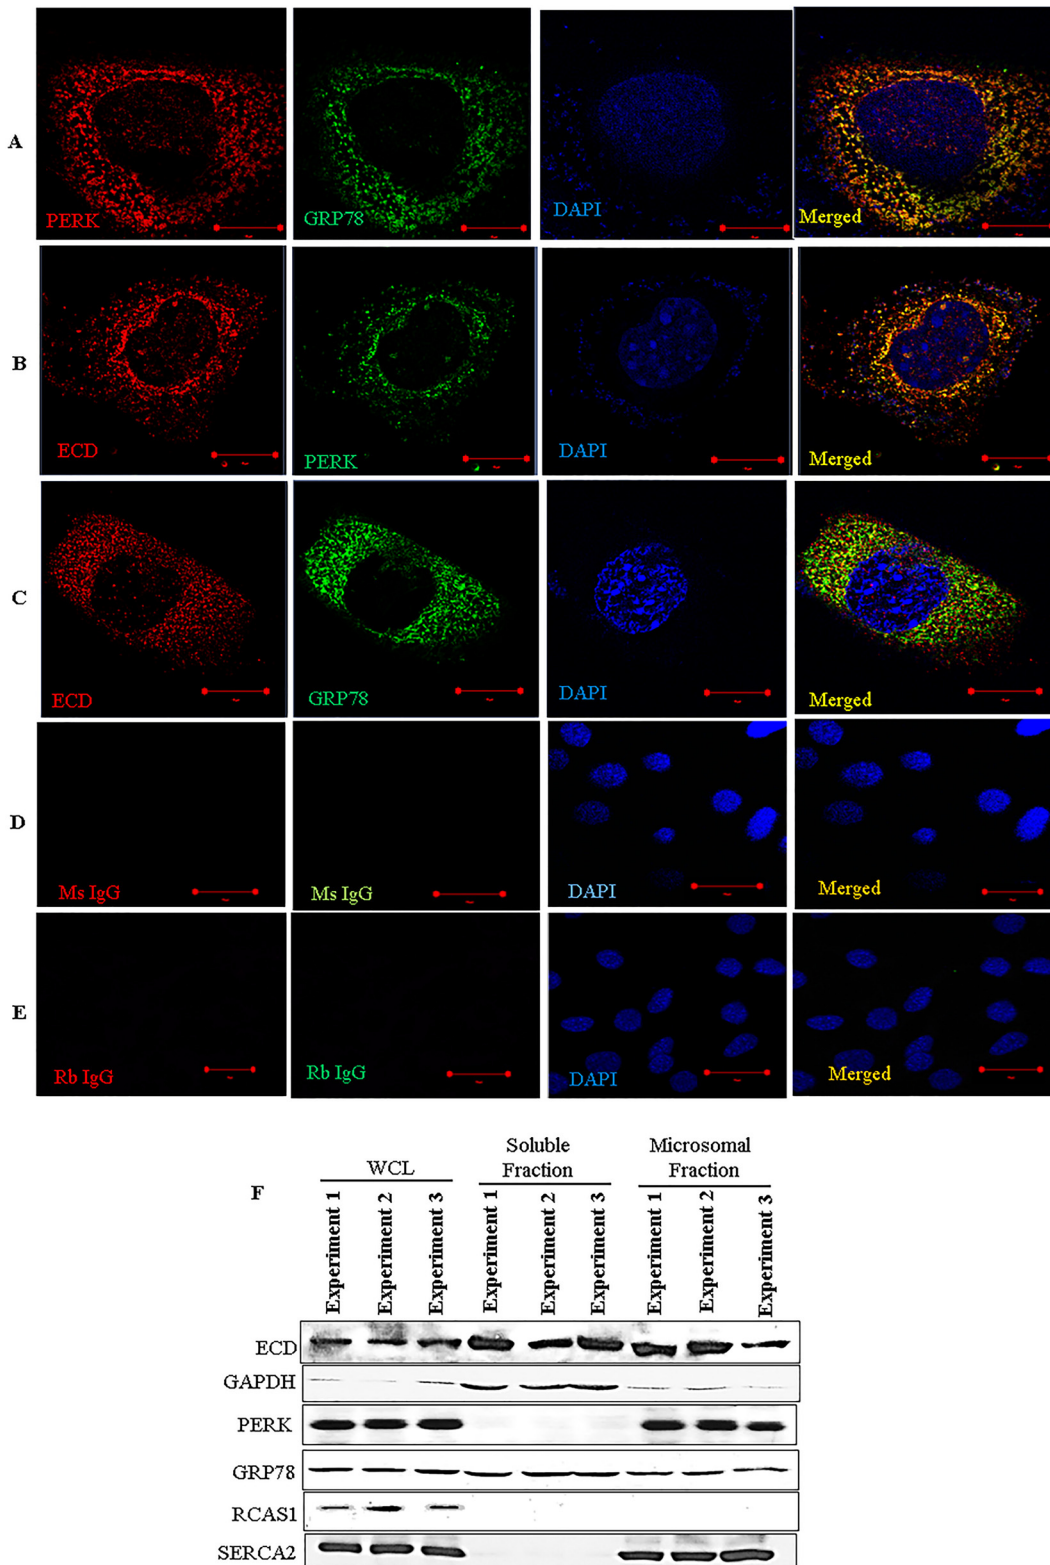 A
PERK
GRP78
DAPI
Merged
B
ECD
PERK
DAPI
Merged
C
ECD
GRP78
DAPI
Merged
D
Ms IgG
Ms IgG
DAPI
Merged
E
Rb IgG
Rb IgG
DAPI
Merged
F
WCL
Soluble
Fraction
Microsomal
Fraction
Experiment 1
Experiment 2
Experiment 3
Experiment 1
Experiment 2
Experiment 3
Experiment 1
Experiment 2
Experiment 3
ECD
GAPDH
PERK
GRP78
RCAS1
SERCA2